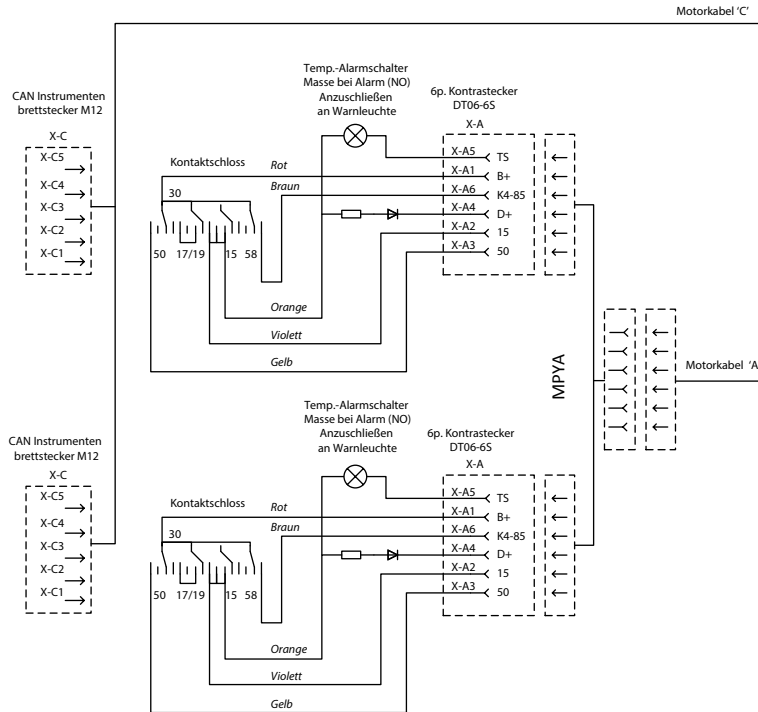 Motorkabel 'C'
CAN Instrumenten
brettstecker M12
X-C
X-C5
X-C4
X-C3
X-C2
X-C1
Temp.-Alarmschalter
Masse bei Alarm (NO)
Anzuschließen
an Warnleuchte
6p. Kontrastecker
DT06-6S
X-A
Kontaktschloss
Rot
Braun
30
50
17/19
15
58
Orange
Violett
Gelb
X-A5 TS
X-A1 B+
X-A6 K4-85
X-A4 D+
X-A2 15
X-A3 50
MPYA
Motorkabel 'A
CAN Instrumenten
brettstecker M12
X-C
X-C5
X-C4
X-C3
X-C2
X-C1
Temp.-Alarmschalter
Masse bei Alarm (NO)
Anzuschließen
an Warnleuchte
6p. Kontrastecker
DT06-6S
X-A
Kontaktschloss
Rot
Braun
30
50
17/19
15
58
Orange
Violett
Gelb
X-A5 TS
X-A1 B+
X-A6 K4-85
X-A4 D+
X-A2 15
X-A3 50